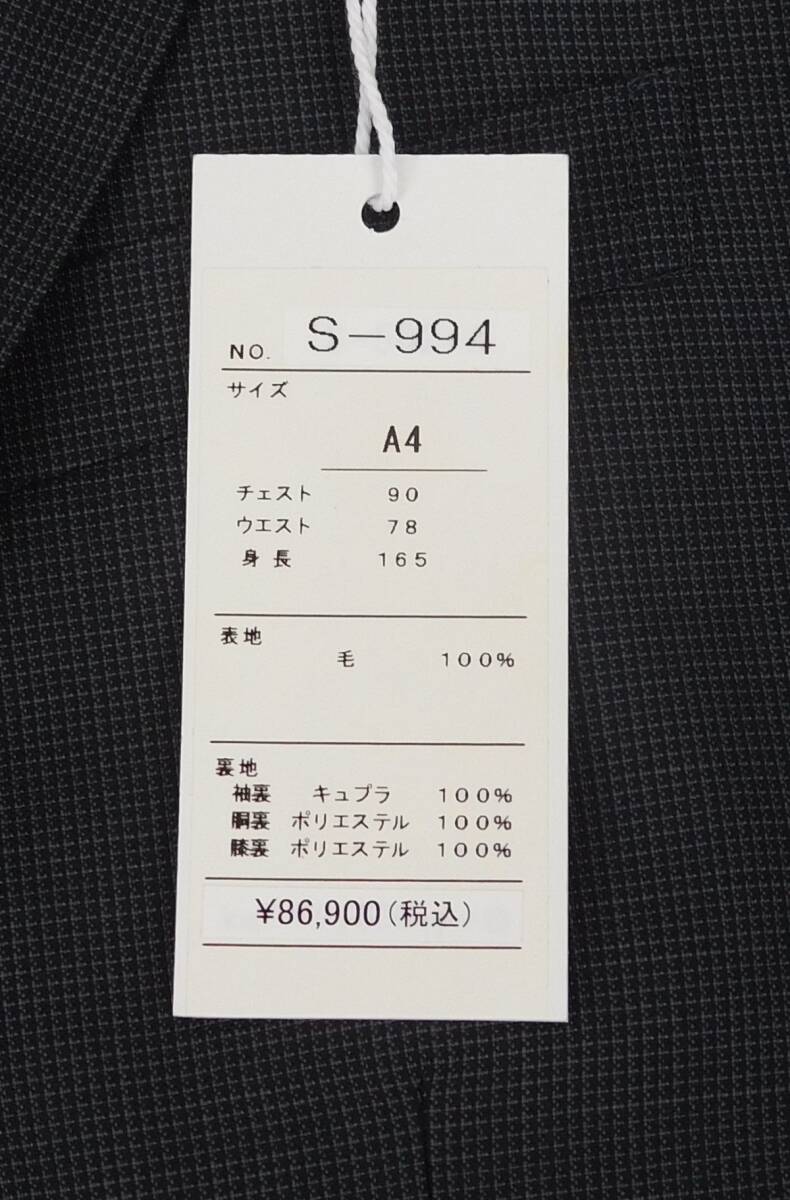 NO. S-994
サイズ
A4
チェスト 90
ウエスト 78
身長 165
表地
毛 100%
裏地
袖裏 キュプラ 100%
胴裏 ポリエステル 100%
膝裏 ポリエステル 100%
¥86,900(税込)